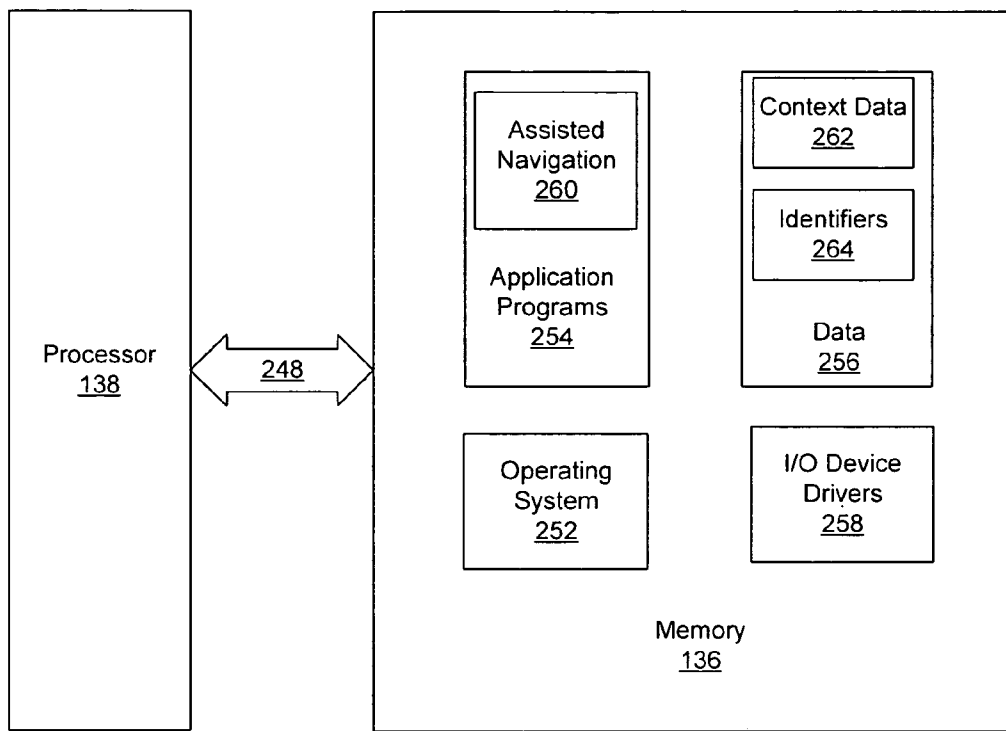 Processor
138
248
Assisted
Navigation
260
Application
Programs
254
Context Data
262
Identifiers
264
Data
256
Operating
System
252
I/O Device
Drivers
258
Memory
136